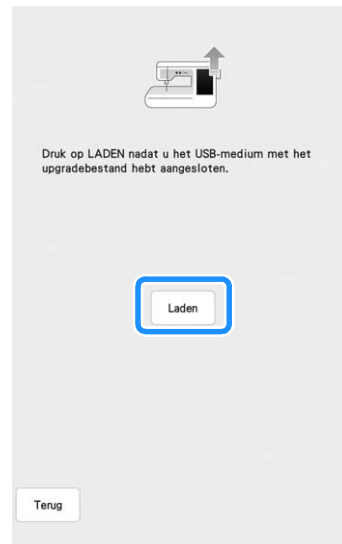 Druk op LADEN nadat u het USB-medium met het
upgradebestand hebt aangesloten.
Laden
Terug